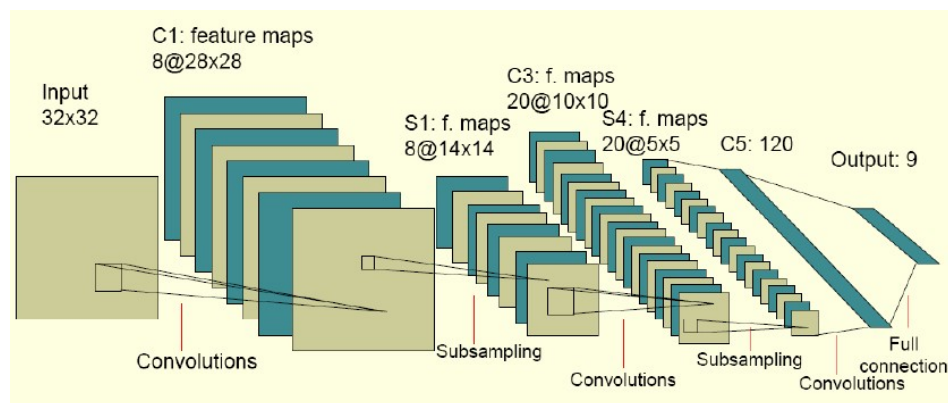 Input
32x32
C1: feature maps
8@28x28
S1: f. maps
8@14x14
C3: f. maps
20@10x10
S4: f. maps
20@5x5
C5: 120
Output: 9
Convolutions
Subsampling
Convolutions
Subsampling
Convolutions
Full
connection